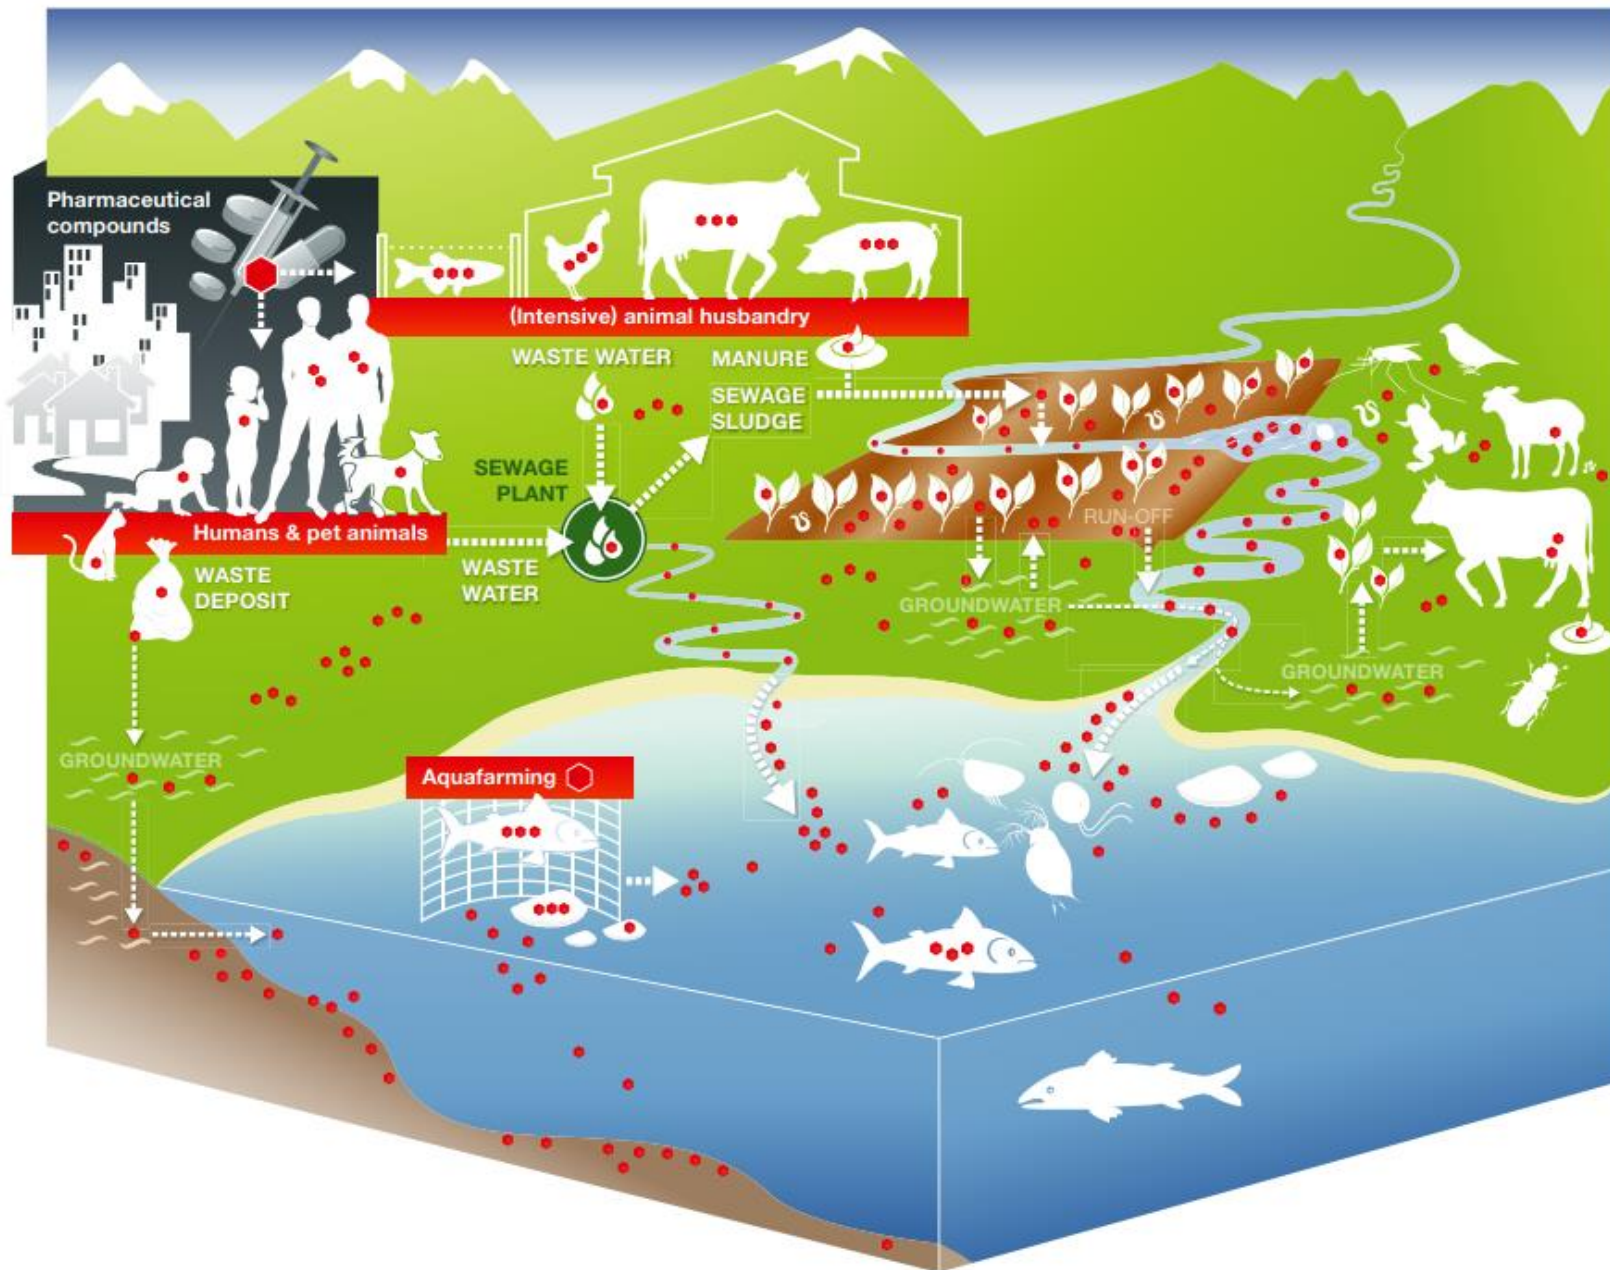 Pharmaceutical
compounds
(Intensive) animal husbandry
WASTE WATER
MANURE
SEWAGE
SLUDGE
SEWAGE
PLANT
Humans & pet animals
WASTE
WATER
WASTE
DEPOSIT
RUN-OFF
GROUNDWATER
GROUNDWATER
GROUNDWATER
Aquafarming